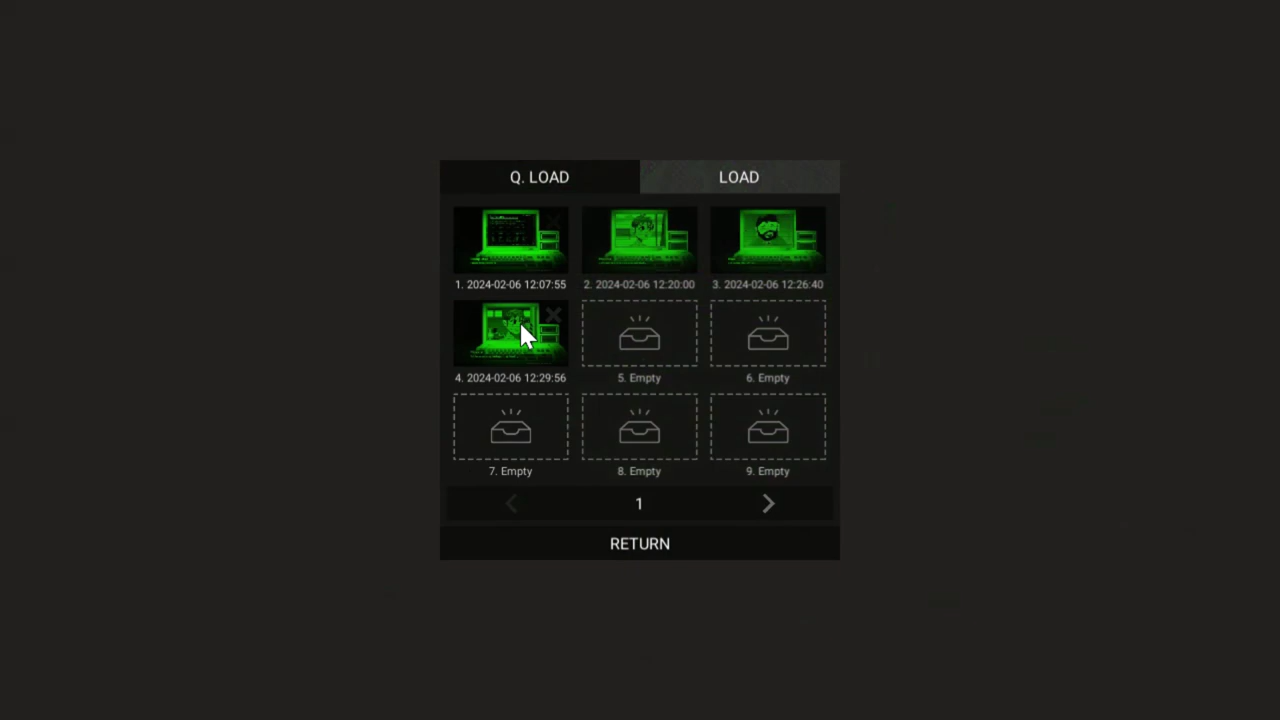 Q. LOAD LOAD
1. 2024-02-06 12:07:55 2. 2024-02-06 12:20:00 3. 2024-02-06 12:26:40
4. 2024-02-06 12:29:56 5. Empty 6. Empty
7. Empty 8. Empty 9. Empty
1
RETURN